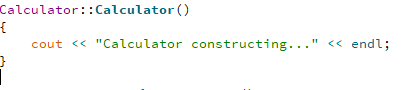 Calculator::Calculator()
{
    cout << "Calculator constructing..." << endl;
}